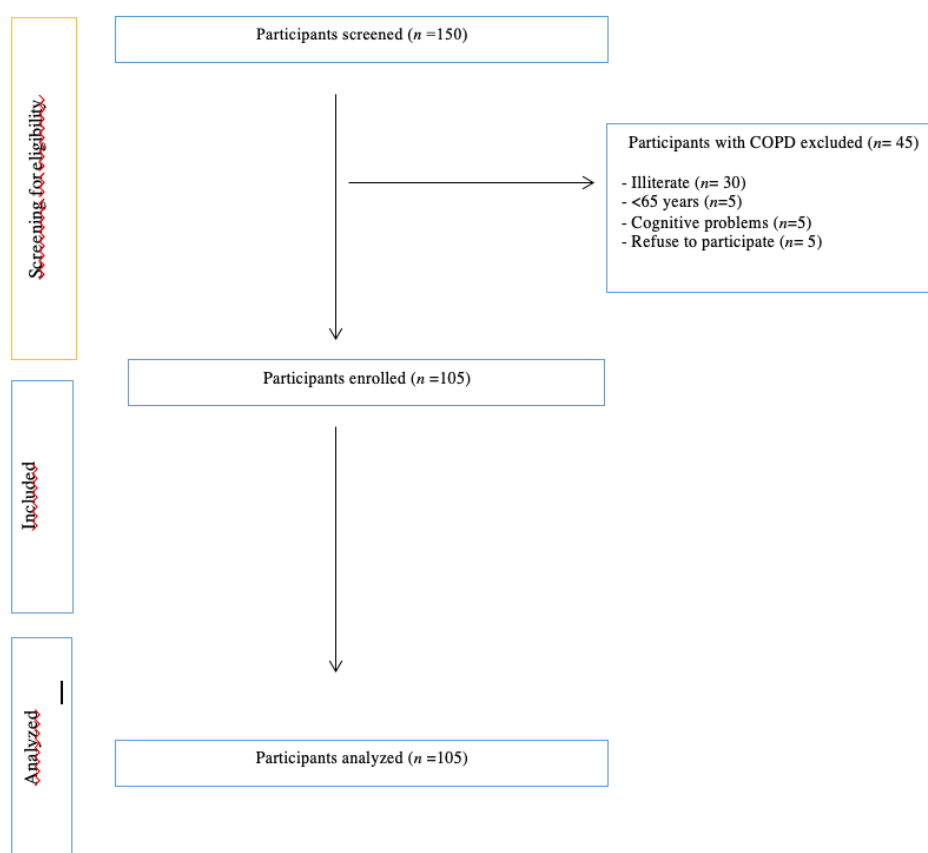 Screening for eligibility
Participants screened (n =150)
Participants with COPD excluded (n= 45)
- Illiterate (n= 30)
- <65 years (n=5)
- Cognitive problems (n=5)
- Refuse to participate (n= 5)
Participants enrolled (n =105)
Included
Analyzed
Participants analyzed (n =105)